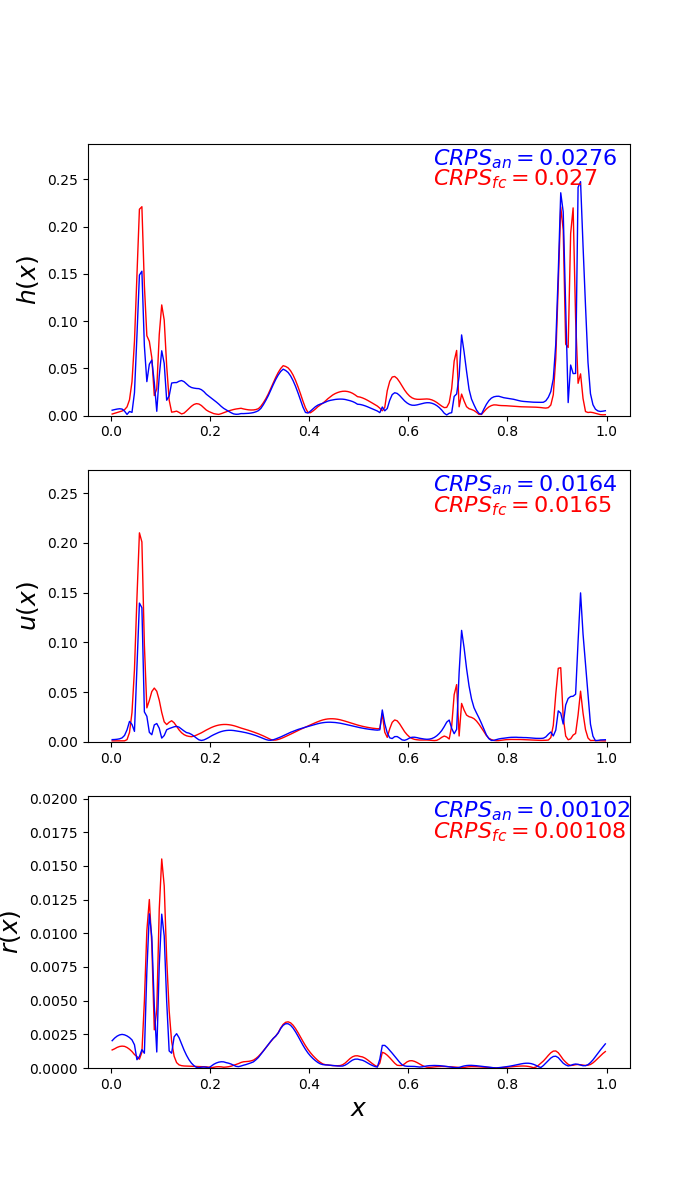 CRPS_an = 0.0276
CRPS_fc = 0.027
h(x)
0.25
0.20
0.15
0.10
0.05
0.00
0.0 0.2 0.4 0.6 0.8 1.0
CRPS_an = 0.0164
CRPS_fc = 0.0165
u(x)
0.25
0.20
0.15
0.10
0.05
0.00
0.0 0.2 0.4 0.6 0.8 1.0
CRPS_an = 0.00102
CRPS_fc = 0.00108
r(x)
0.0200
0.0175
0.0150
0.0125
0.0100
0.0075
0.0050
0.0025
0.0000
0.0 0.2 0.4 0.6 0.8 1.0
x